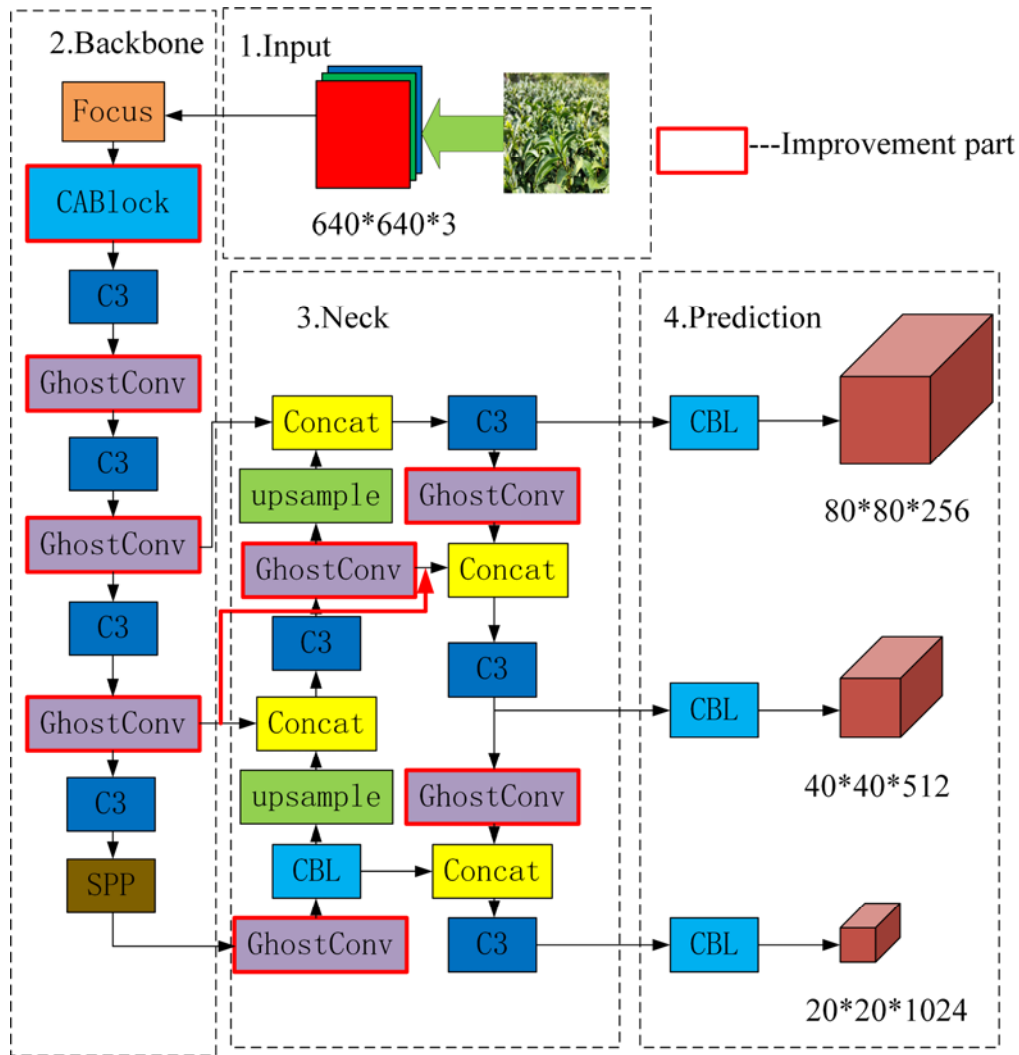 2.Backbone
Focus
CABlock
C3
GhostConv
C3
GhostConv
C3
GhostConv
C3
SPP
1.Input
640*640*3
---Improvement part
3.Neck
Concat
C3
upsample
GhostConv
GhostConv
Concat
C3
C3
Concat
upsample
GhostConv
CBL
Concat
GhostConv
C3
4.Prediction
CBL
80*80*256
CBL
40*40*512
CBL
20*20*1024